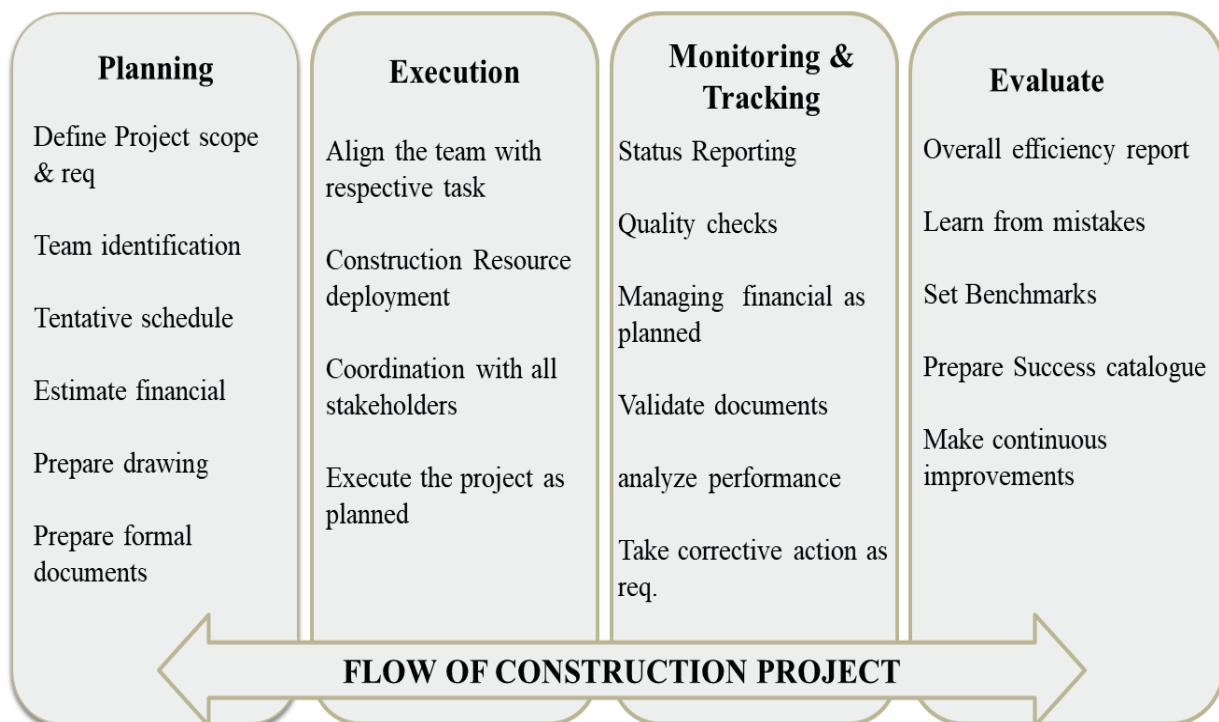 Planning
Define Project scope
& req
Team identification
Tentative schedule
Estimate financial
Prepare drawing
Prepare formal
documents
Execution
Align the team with
respective task
Construction Resource
deployment
Coordination with all
stakeholders
Execute the project as
planned
Monitoring &
Tracking
Status Reporting
Quality checks
Managing financial as
planned
Validate documents
analyze performance
Take corrective action as
req.
Evaluate
Overall efficiency report
Learn from mistakes
Set Benchmarks
Prepare Success catalogue
Make continuous
improvements
FLOW OF CONSTRUCTION PROJECT